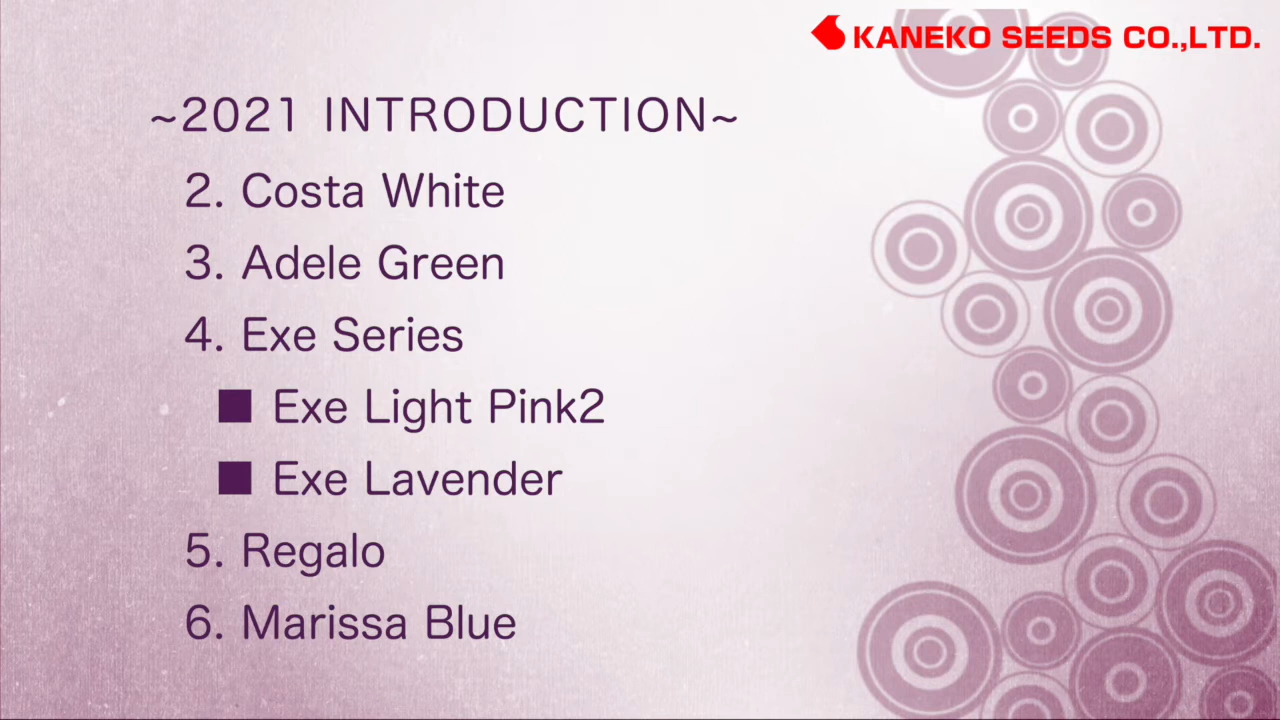 KANEKO SEEDS CO.,LTD.
~2021 INTRODUCTION~
2. Costa White
3. Adele Green
4. Exe Series
■ Exe Light Pink2
■ Exe Lavender
5. Regalo
6. Marissa Blue